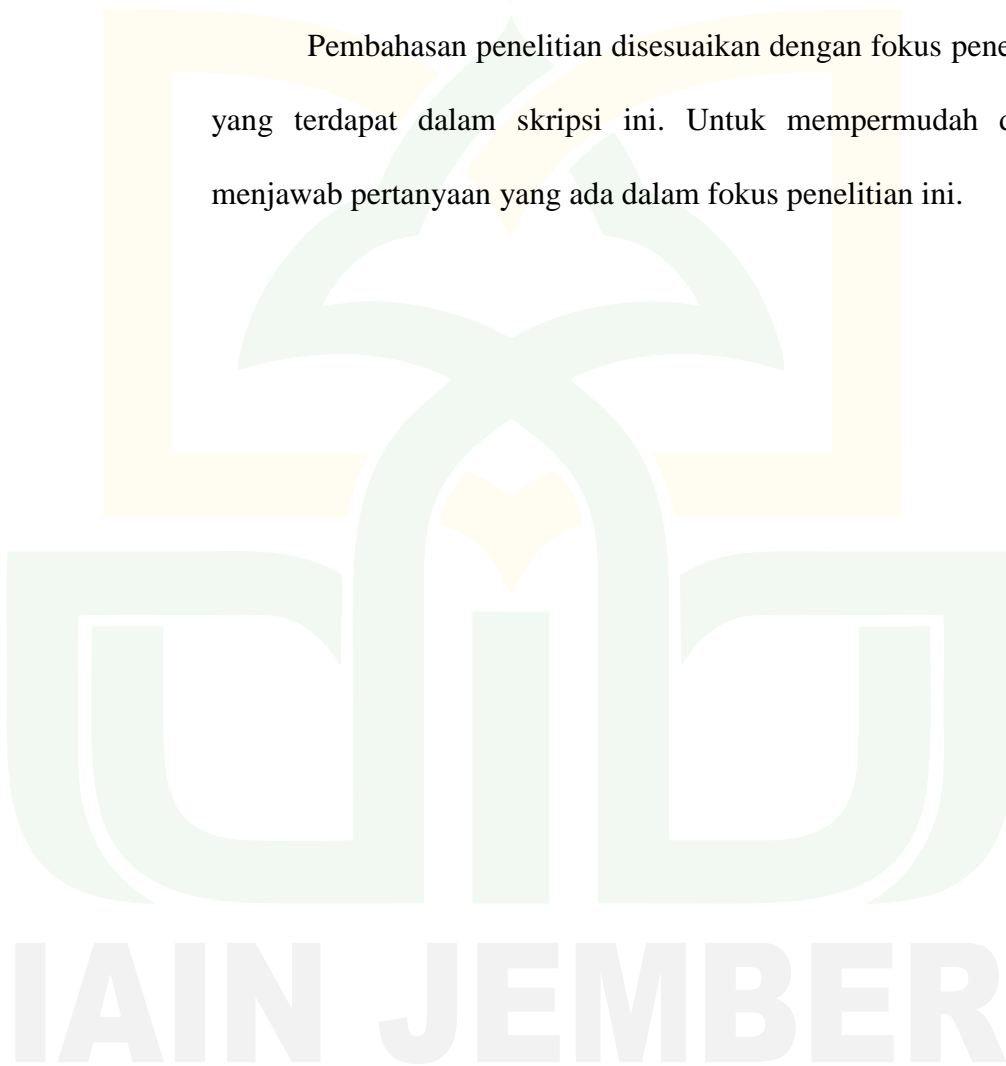 Pembahasan penelitian disesuaikan dengan fokus
yang terdapat dalam skripsi ini. Untuk mempermudah
menjawab pertanyaan yang ada dalam fokus penelitian ini.
IAIN JEMBER